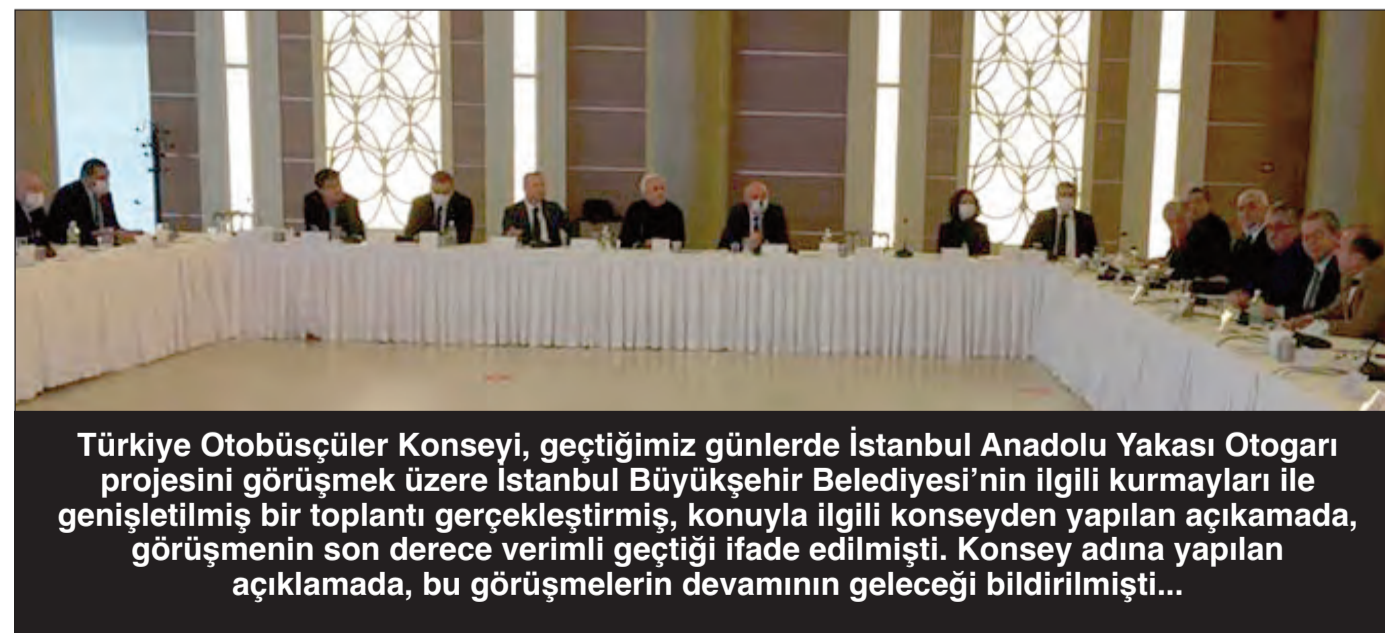 Türkiye Otobüsçüler Konseyi, geçtiğimiz günlerde İstanbul Anadolu Yakası Otogarı
projesini görüşmek üzere İstanbul Büyükşehir Belediyesi’nin ilgili kurmayları ile
genişletilmiş bir toplantı gerçekleştirmiş, konuyla ilgili konseyden yapılan açıkamada,
görüşmenin son derece verimli geçtiği ifade edilmişti. Konsey adına yapılan
açıklamada, bu görüşmelerin devamının geleceği bildirilmişti...